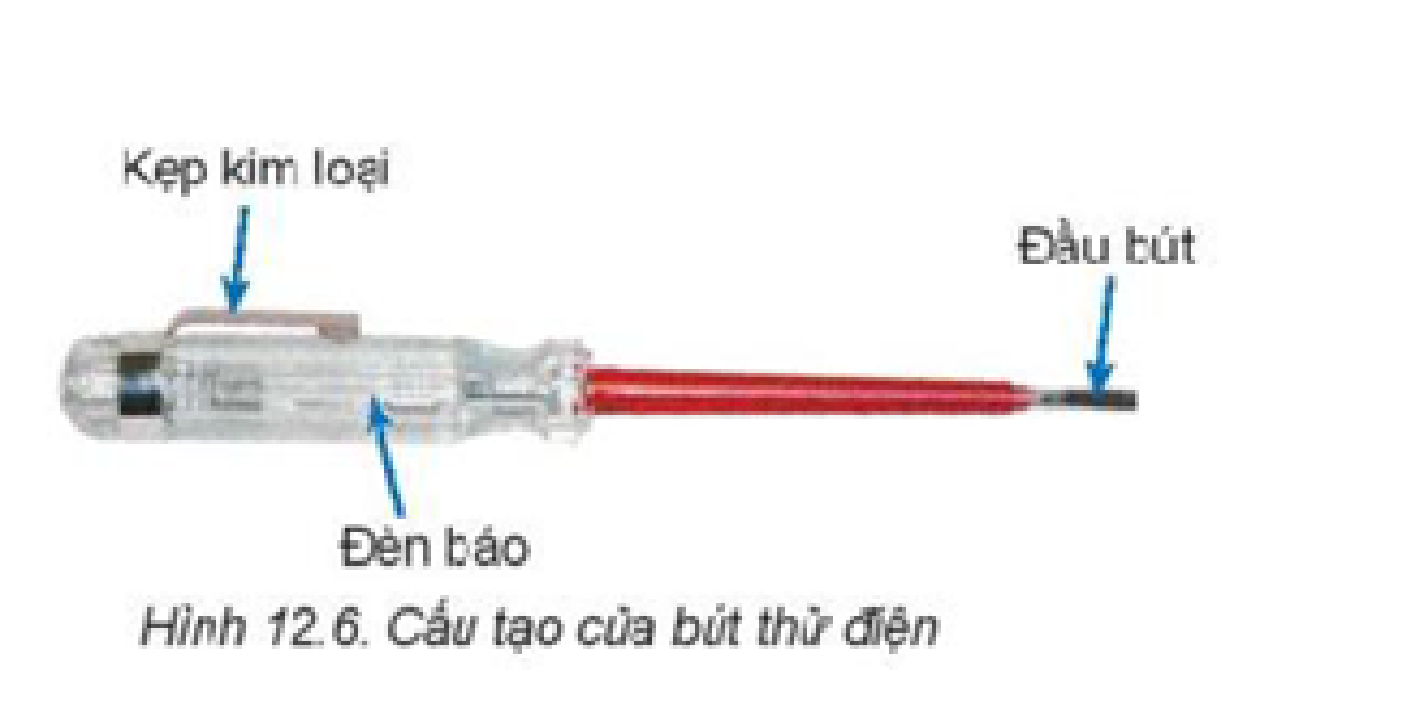 Kẹp kim loại
Đầu bút
Đèn báo
Hình 12.6. Cấu tạo của bút thử điện